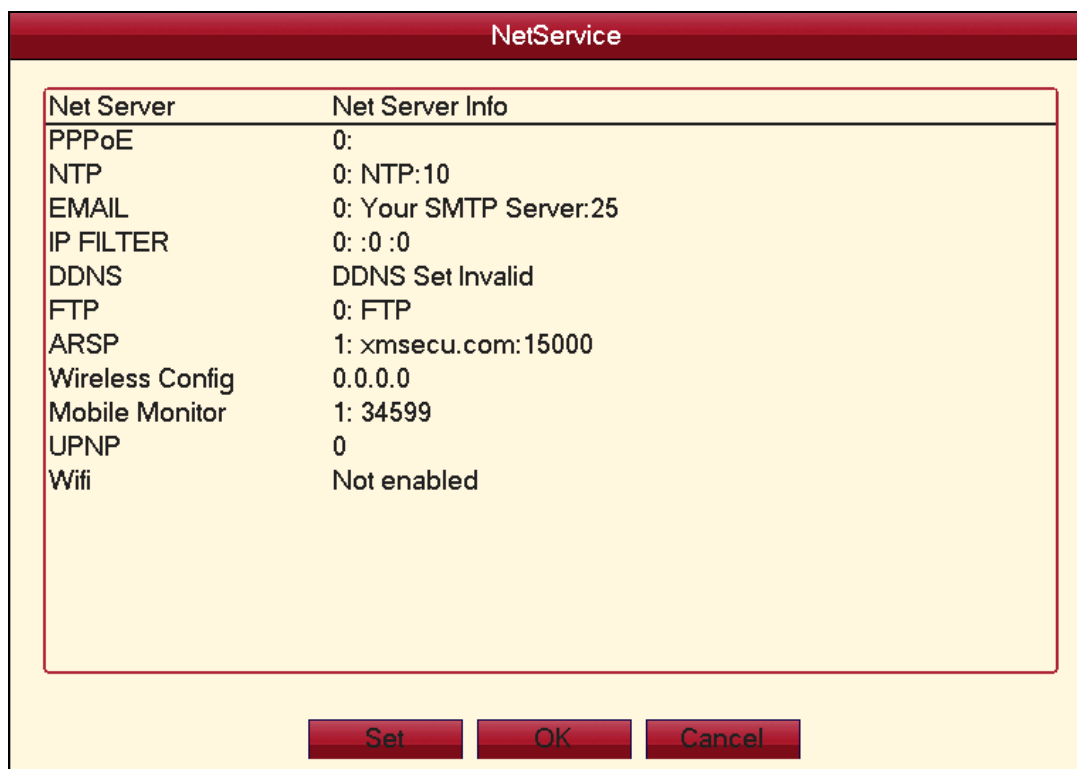 NetService
Net Server Net Server Info
PPPoE 0:
NTP 0: NTP:10
EMAIL 0: Your SMTP Server:25
IP FILTER 0: :0 :0
DDNS DDNS Set Invalid
FTP 0: FTP
ARSP 1: xmsecu.com:15000
Wireless Config 0.0.0.0
Mobile Monitor 1: 34599
UPNP 0
Wifi Not enabled
Set OK Cancel